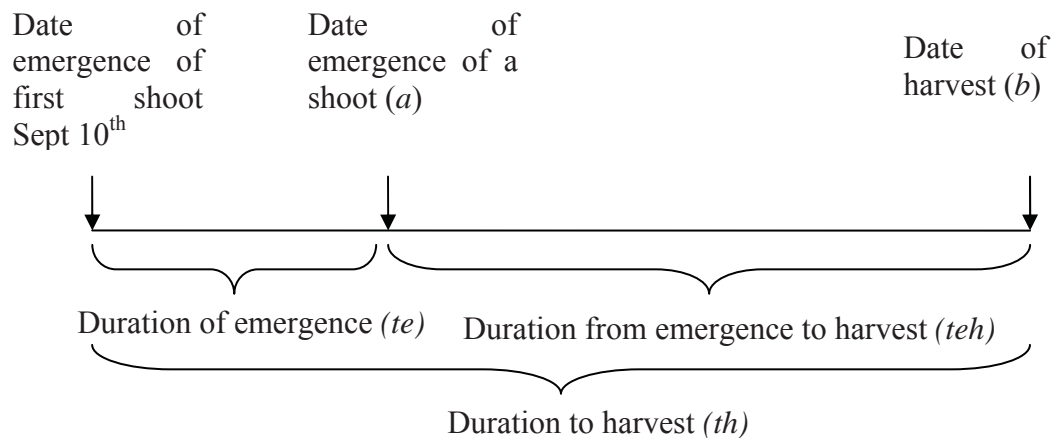 Date of
emergence of
first shoot
Sept 10th
Date of
emergence of a
shoot (a)
Date of
harvest (b)
Duration of emergence (te)
Duration from emergence to harvest (teh)
Duration to harvest (th)